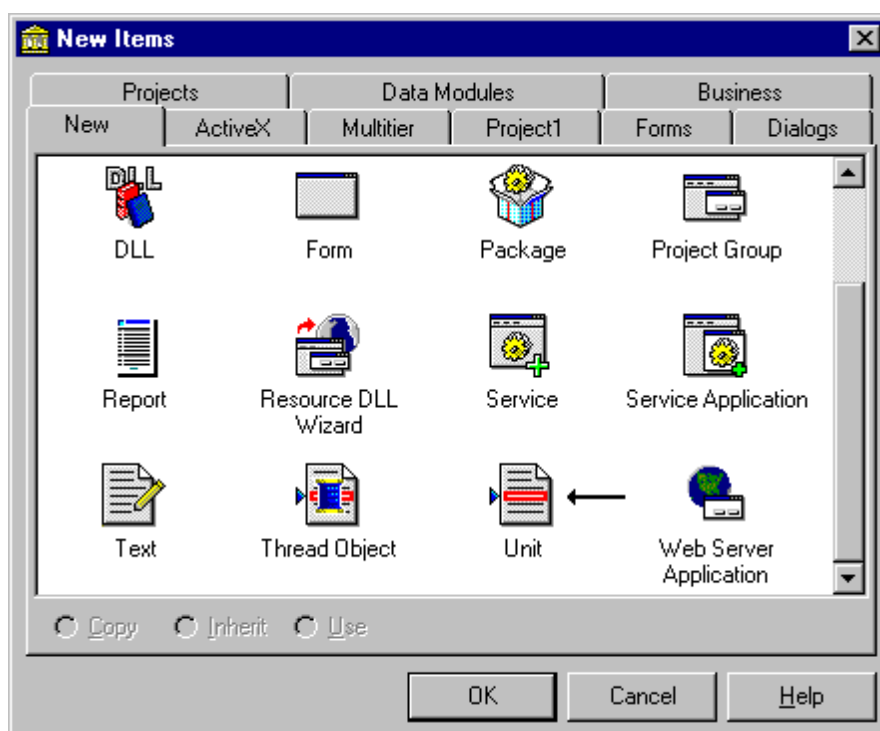 New Items
Projects Data Modules Business
New ActiveX Multitier Project1 Forms Dialogs
DLL
DLL Form Package Project Group
Report Resource DLL Wizard Service Service Application
Text Thread Object Unit Web Server Application
Copy Inherit Use
OK Cancel Help